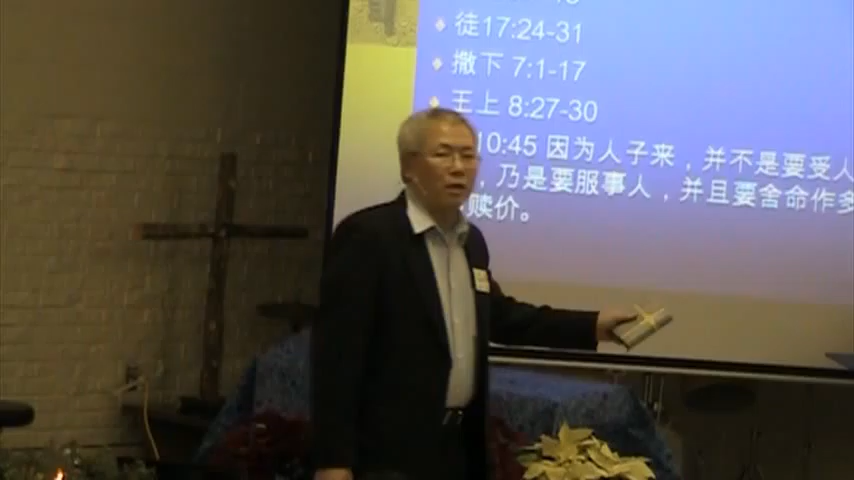 徒17:24-31
撒下 7:1-17
王上 8:27-30
10:45 因为人子来，并不是要受人
，乃是要服事人，并且要舍命作多
赎价。